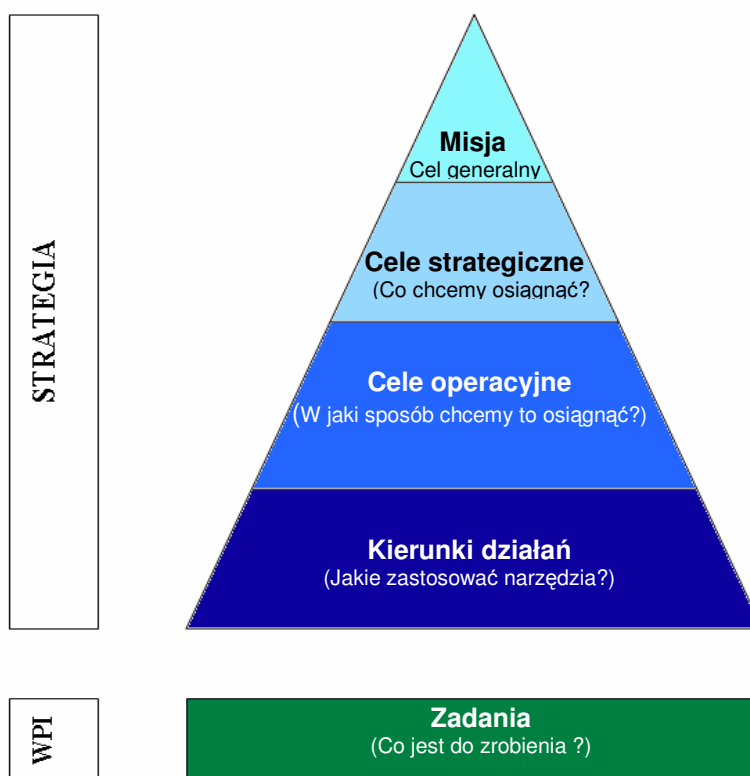 STRATEGIA
Misja
Cel generalny
Cele strategiczne
(Co chcemy osiągnąć?
Cele operacyjne
(W jaki sposób chcemy to osiągnąć?)
Kierunki działań
(Jakie zastosować narzędzia?)
WPI
Zadania
(Co jest do zrobienia ?)